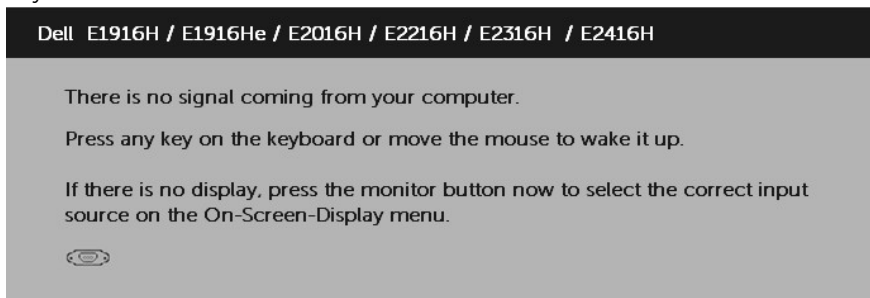 Dell E1916H / E1916He / E2016H / E2216H / E2316H / E2416H
There is no signal coming from your computer.
Press any key on the keyboard or move the mouse to wake it up.
If there is no display, press the monitor button now to select the correct input
source on the On-Screen-Display menu.